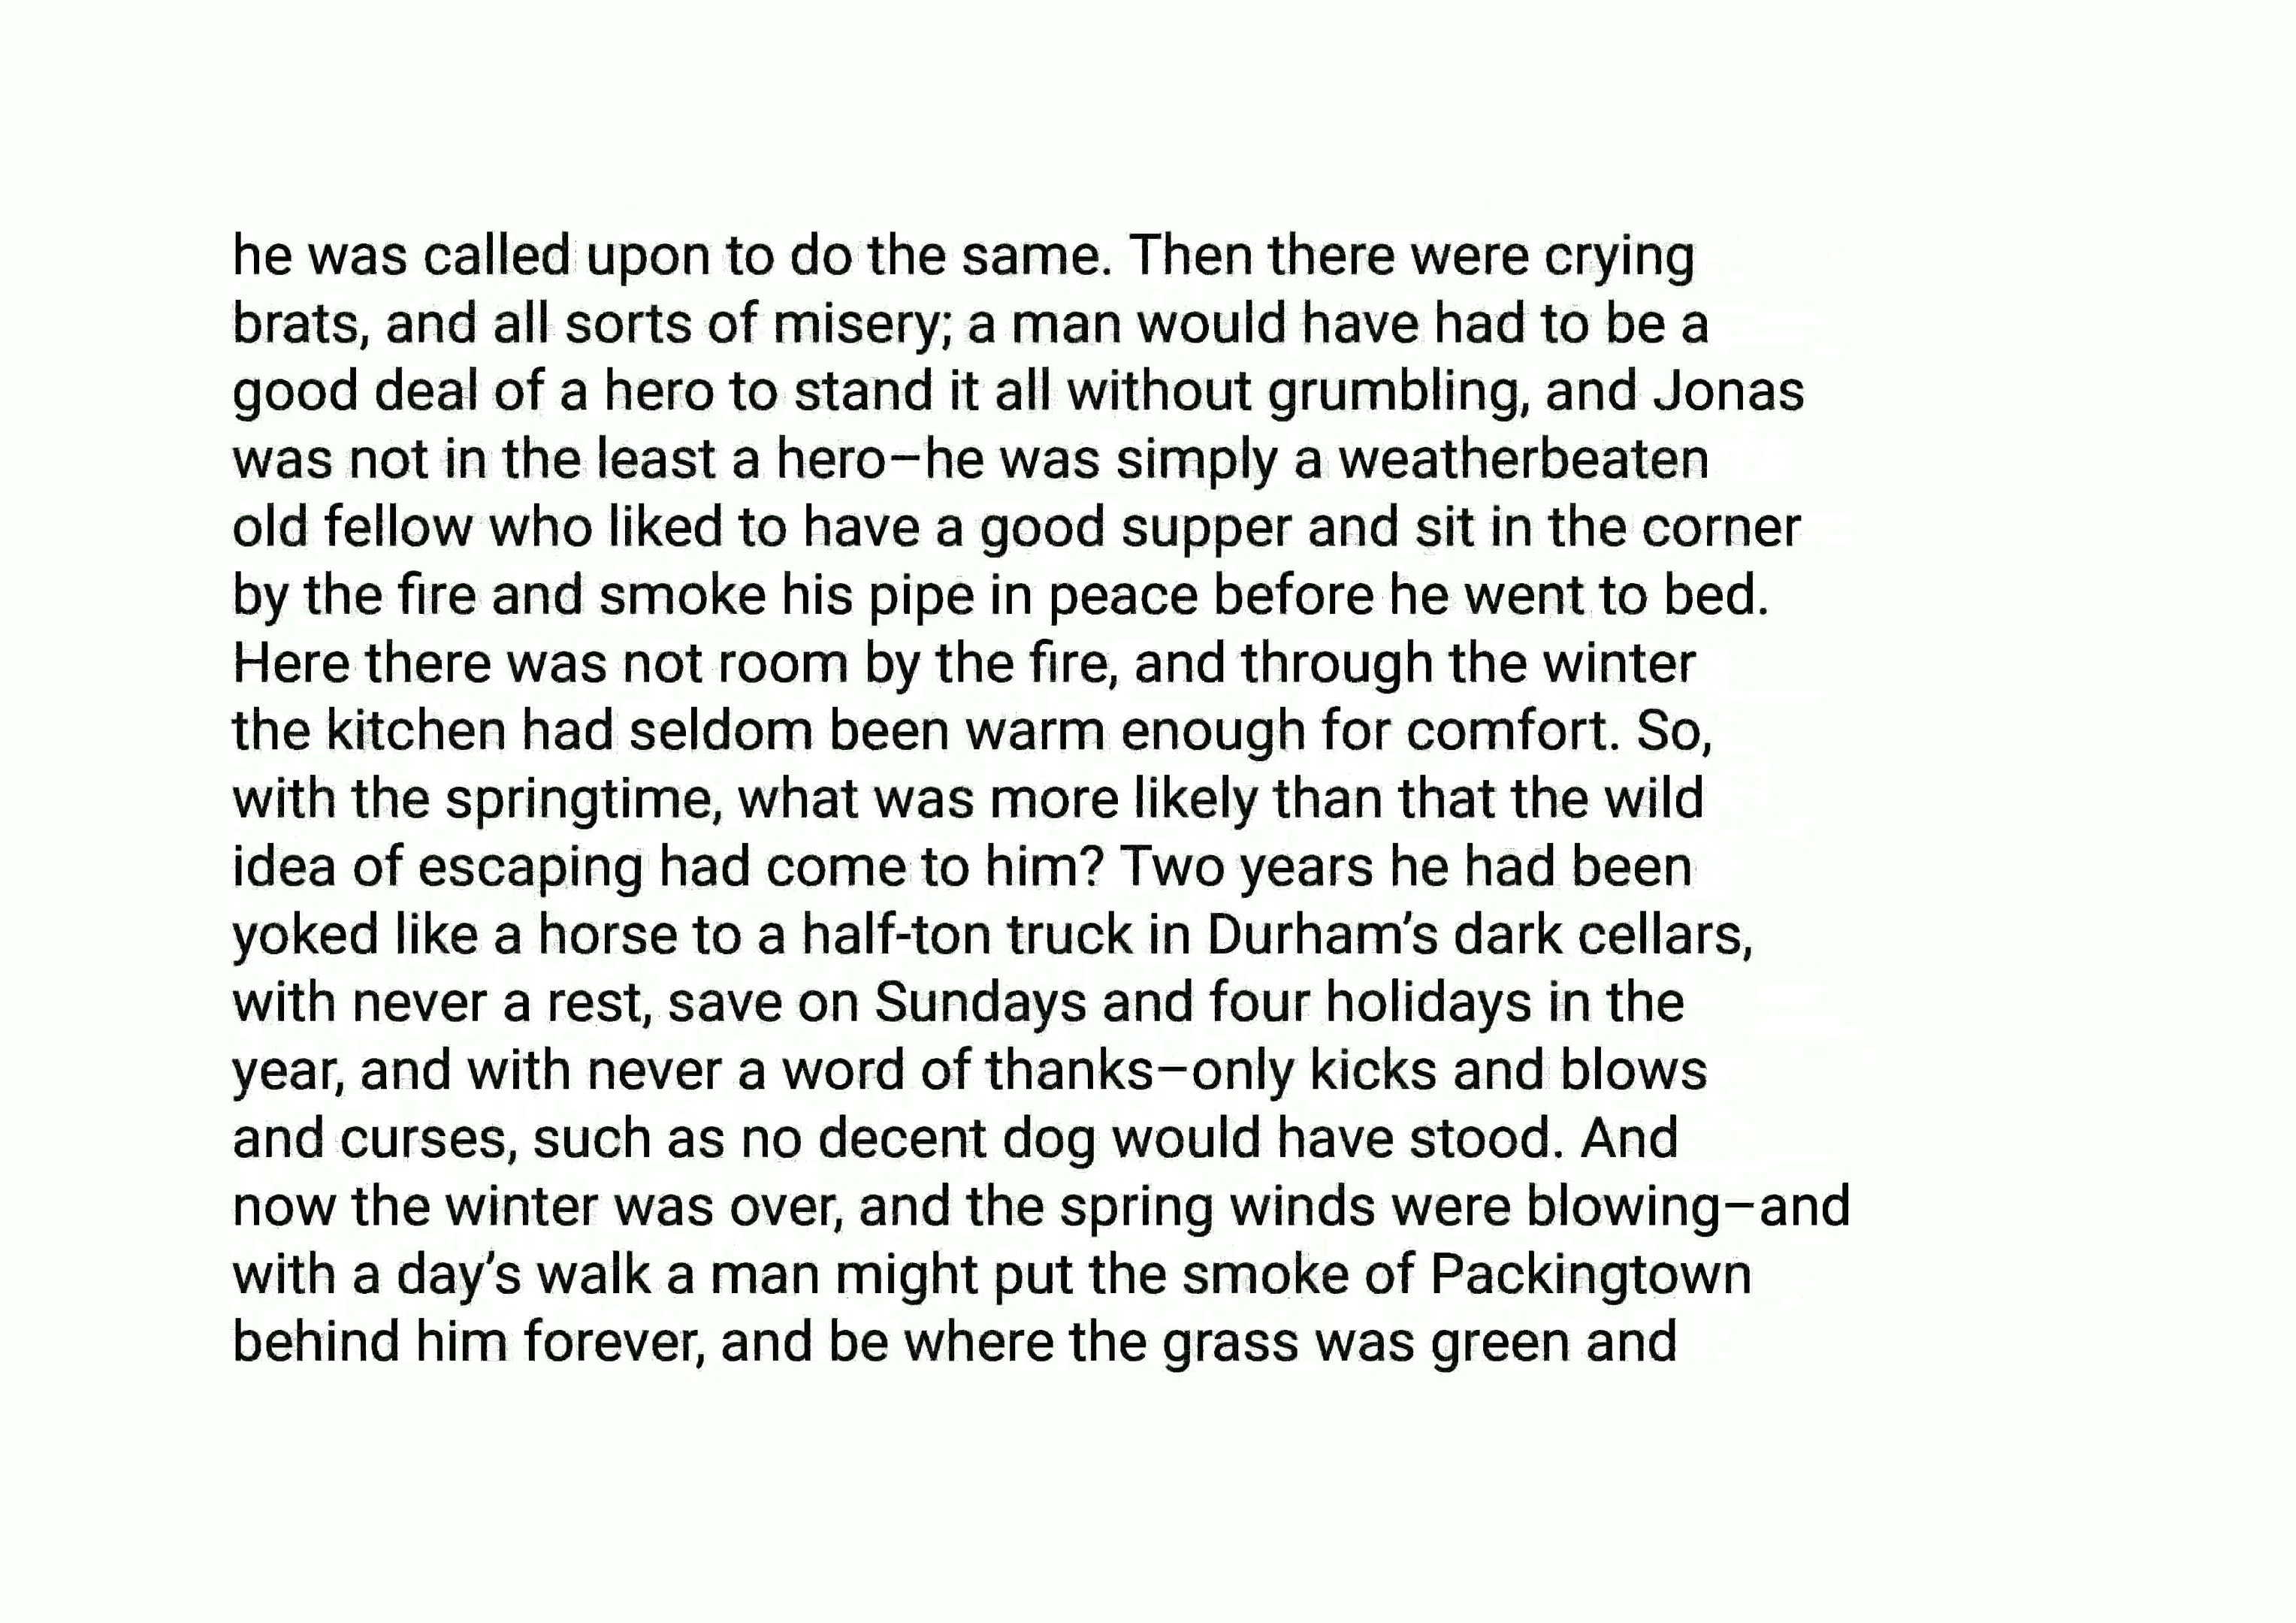 he was called upon to do the same. Then there were crying
brats, and all sorts of misery; a man would have had to be a
good deal of a hero to stand it all without grumbling, and Jonas
was not in the least a hero–he was simply a weatherbeaten
old fellow who liked to have a good supper and sit in the corner
by the fire and smoke his pipe in peace before he went to bed.
Here there was not room by the fire, and through the winter
the kitchen had seldom been warm enough for comfort. So,
with the springtime, what was more likely than that the wild
idea of escaping had come to him? Two years he had been
yoked like a horse to a half-ton truck in Durham’s dark cellars,
with never a rest, save on Sundays and four holidays in the
year, and with never a word of thanks–only kicks and blows
and curses, such as no decent dog would have stood. And
now the winter was over, and the spring winds were blowing–and
with a day’s walk a man might put the smoke of Packingtown
behind him forever, and be where the grass was green and